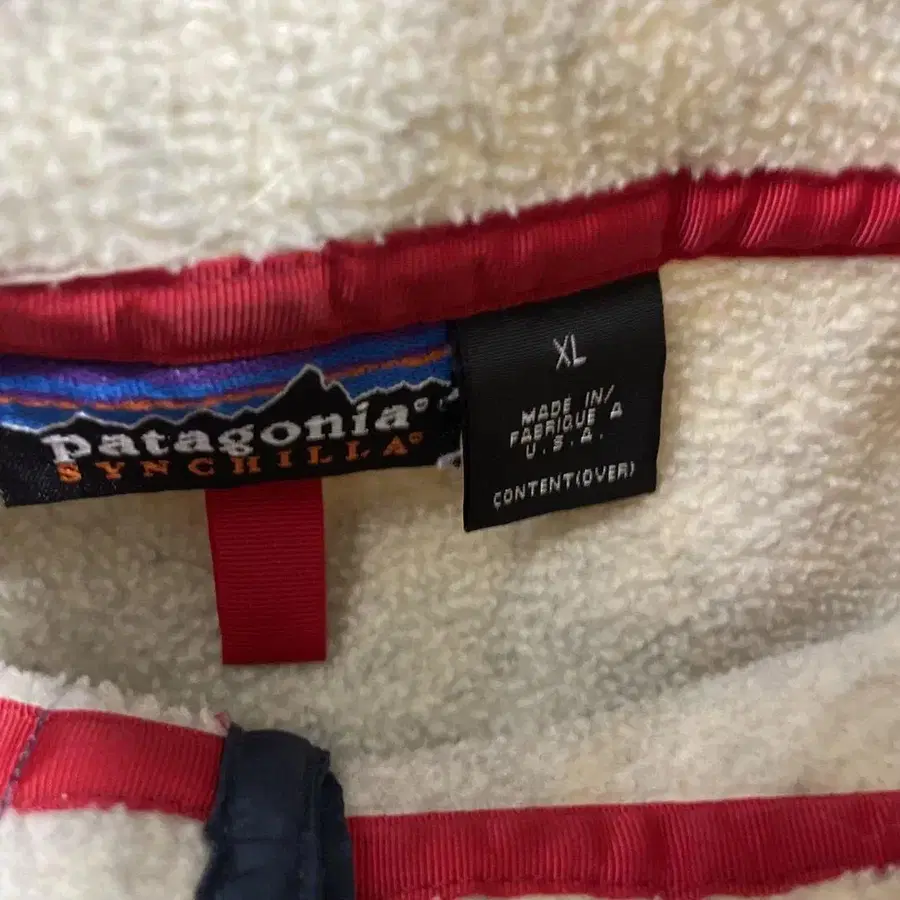 patagonia®
SYNCHILLA®
XL
MADE IN/
FABRIQUE A
U.S.A.
CONTENT(OVER)